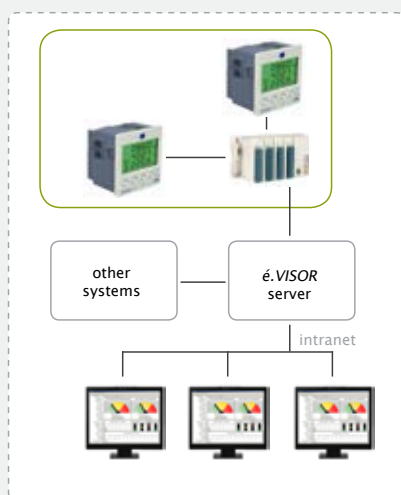 other
systems
é.VISOR
server
intranet